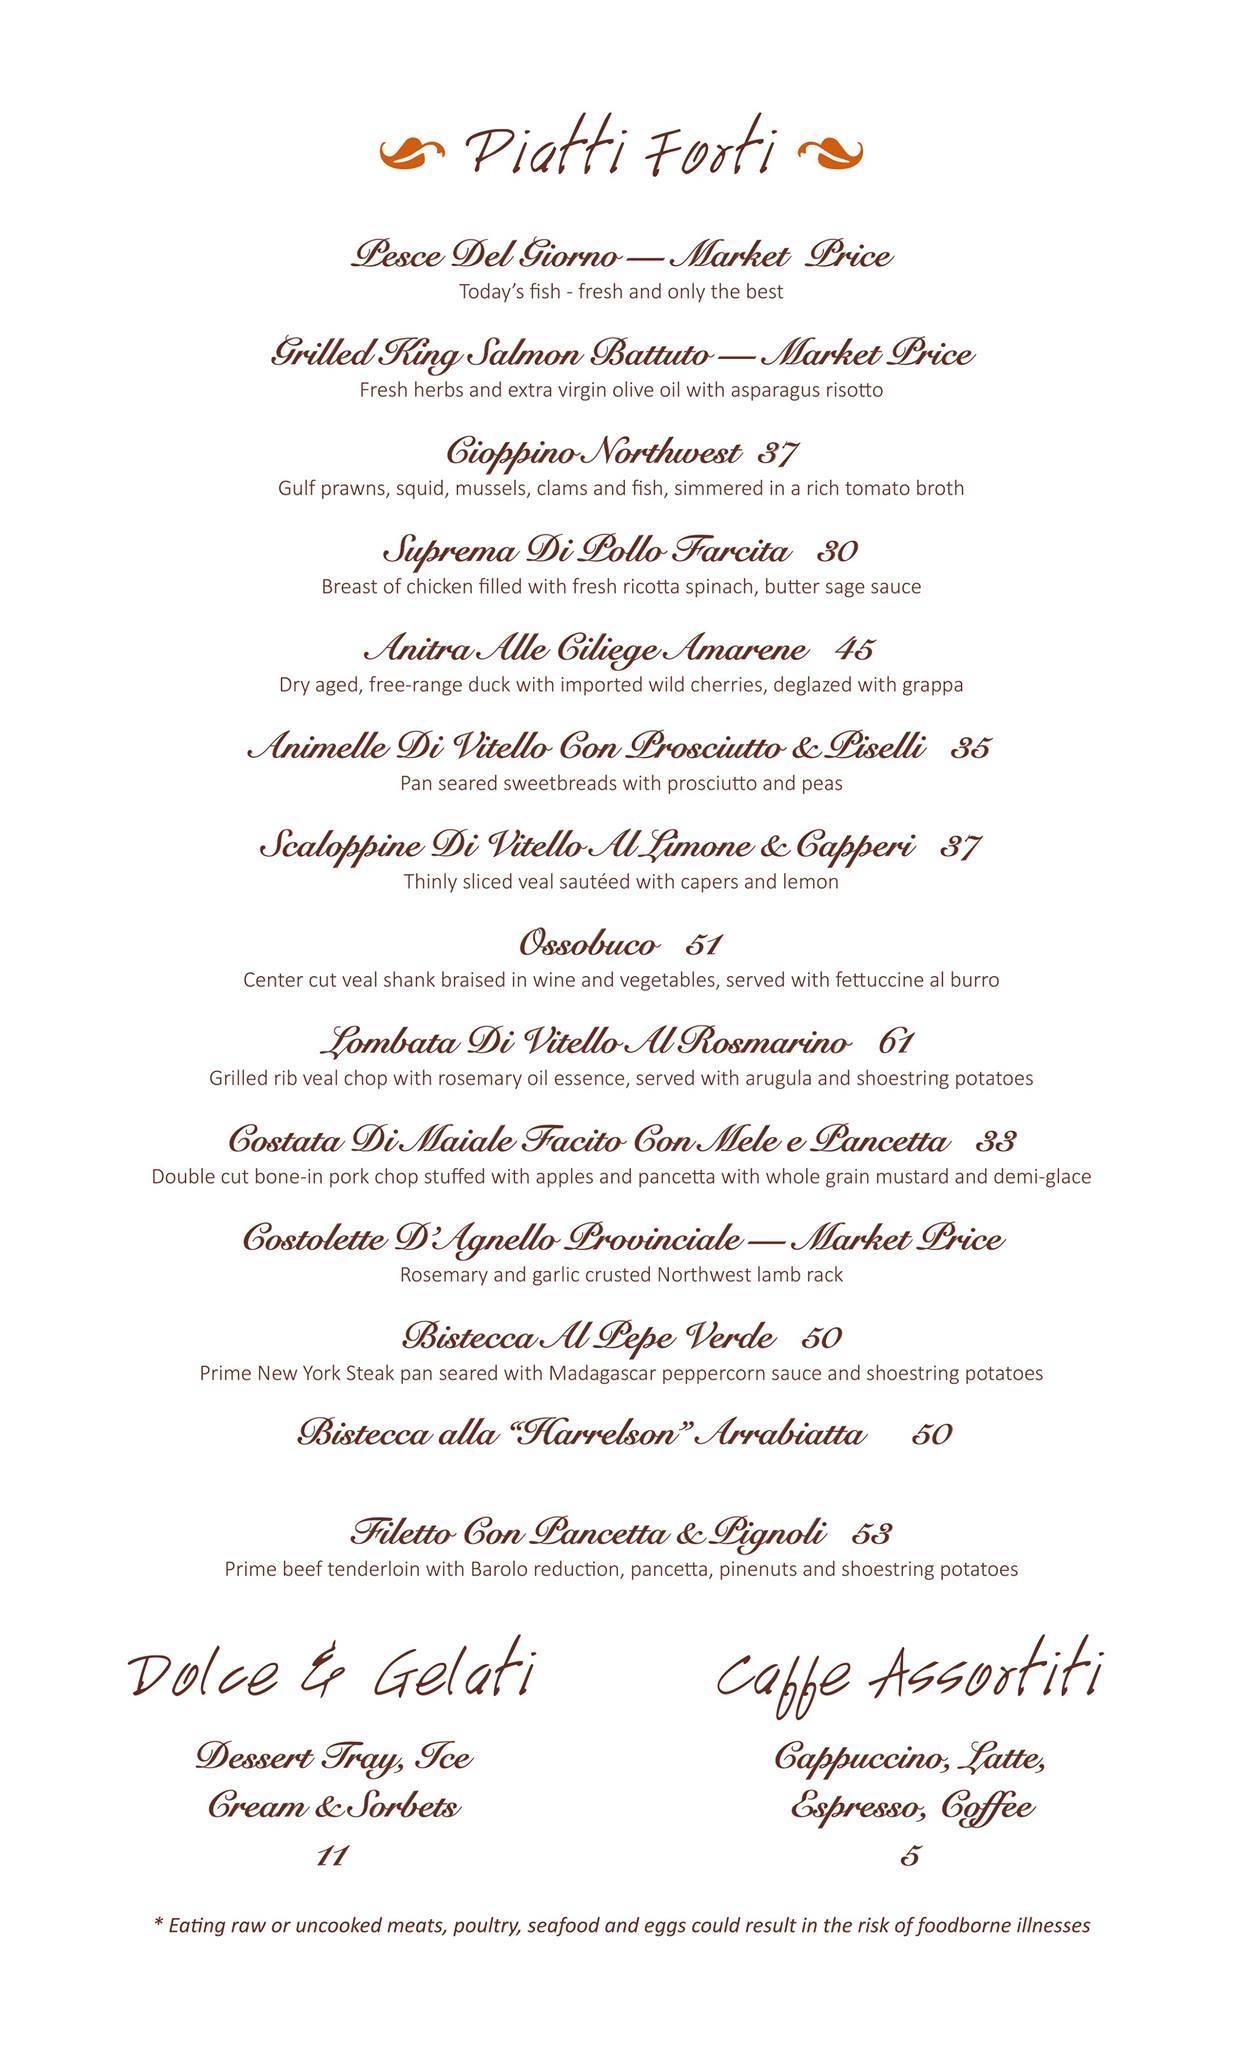 Piatti Forti
Pesce Del Giorno — Market Price
Today's fish - fresh and only the best
Grilled King Salmon Battuto — Market Price
Fresh herbs and extra virgin olive oil with asparagus risotto
Cioppino Northwest 37
Gulf prawns, squid, mussels, clams and fish, simmered in a rich tomato broth
Suprema Di Pollo Farcita 30
Breast of chicken filled with fresh ricotta spinach, butter sage sauce
Anitra Alle Ciliege Amarene 45
Dry aged, free-range duck with imported wild cherries, deglazed with grappa
Animelle Di Vitello Con Prosciutto & Piselli 35
Pan seared sweetbreads with prosciutto and peas
Scaloppine Di Vitello Al Limone & Capperi 37
Thinly sliced veal sautéed with capers and lemon
Ossobuco 51
Center cut veal shank braised in wine and vegetables, served with fettuccine al burro
Lombata Di Vitello Al Rosmarino 61
Grilled rib veal chop with rosemary oil essence, served with arugula and shoestring potatoes
Costata Di Maiale Facito Con Mele e Pancetta 33
Double cut bone-in pork chop stuffed with apples and pancetta with whole grain mustard and demi-glace
Costolette D'Agnello Provinciale — Market Price
Rosemary and garlic crusted Northwest lamb rack
Bistecca Al Pepe Verde 50
Prime New York Steak pan seared with Madagascar peppercorn sauce and shoestring potatoes
Bistecca alla “Harrelson” Arrabiatta 50
Filetto Con Pancetta & Pignoli 53
Prime beef tenderloin with Barolo reduction, pancetta, pinenuts and shoestring potatoes
Dolce & Gelati
Dessert Tray, Ice
Cream & Sorbets
11
Caffe Assortiti
Cappuccino, Latte,
Espresso, Coffee
5
* Eating raw or uncooked meats, poultry, seafood and eggs could result in the risk of foodborne illnesses